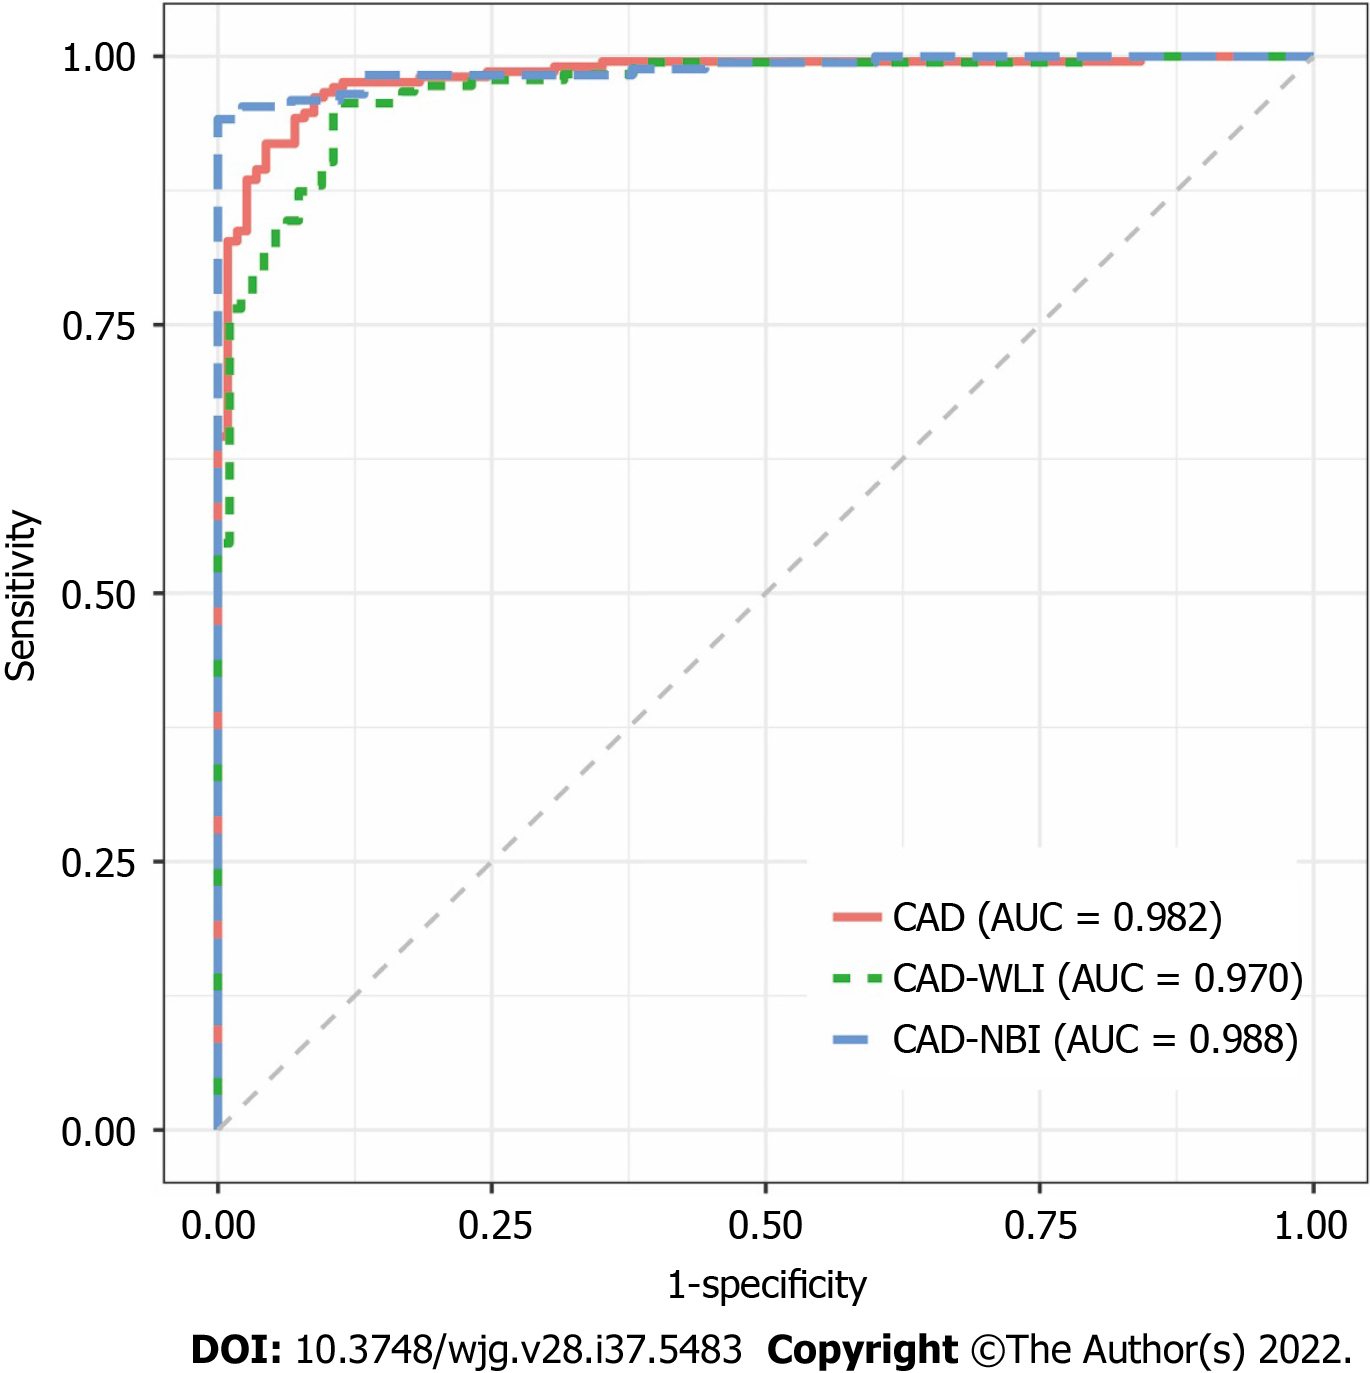 1.00
0.75
0.50
0.25
0.00
Sensitivity
CAD (AUC = 0.982)
CAD-WLI (AUC = 0.970)
CAD-NBI (AUC = 0.988)
0.00 0.25 0.50 0.75 1.00
1-specificity
DOI: 10.3748/wjg.v28.i37.5483 Copyright ©The Author(s) 2022.